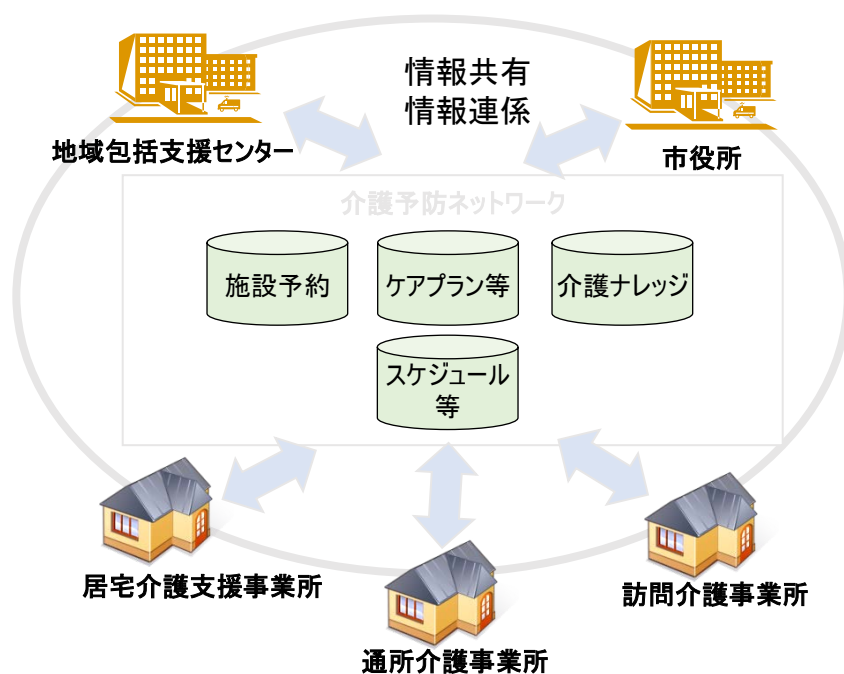 情報共有
情報連係
地域包括支援センター
市役所
介護予防ネットワーク
施設予約
ケアプラン等
介護ナレッジ
スケジュール
等
居宅介護支援事業所
訪問介護事業所
通所介護事業所